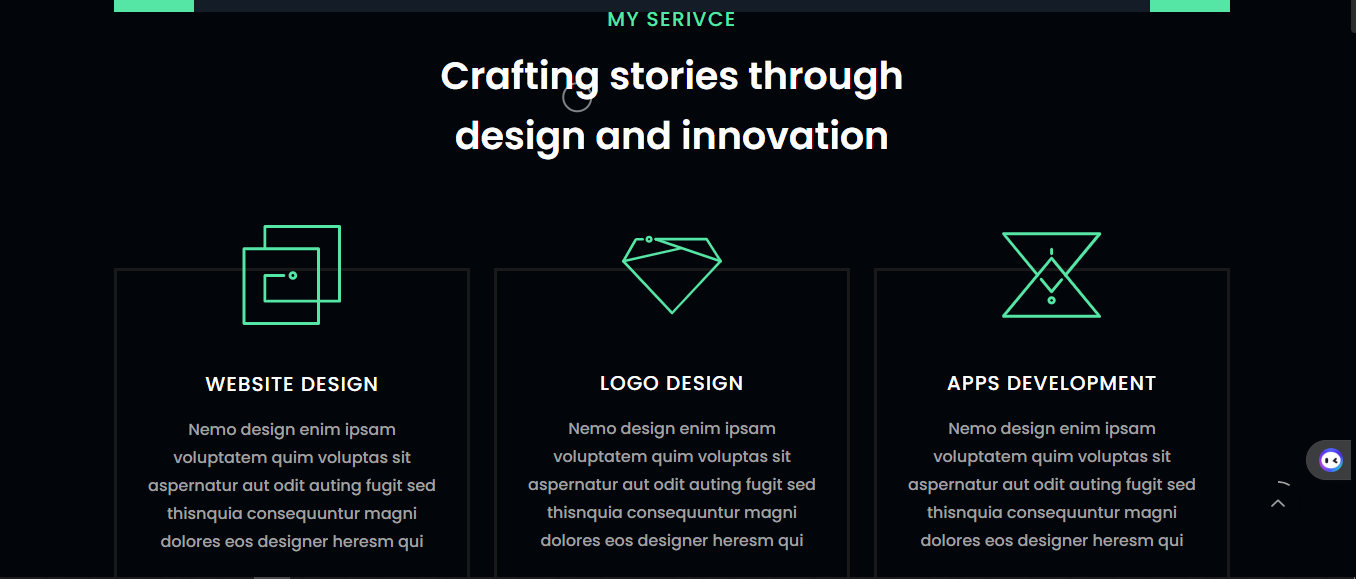 MY SERIVCE
Crafting stories through
design and innovation
WEBSITE DESIGN
Nemo design enim ipsam
voluptatem quim voluptas sit
aspernatur aut odit auting fugit sed
thisnquia consequuntur magni
dolores eos designer heresm qui
LOGO DESIGN
Nemo design enim ipsam
voluptatem quim voluptas sit
aspernatur aut odit auting fugit sed
thisnquia consequuntur magni
dolores eos designer heresm qui
APPS DEVELOPMENT
Nemo design enim ipsam
voluptatem quim voluptas sit
aspernatur aut odit auting fugit sed
thisnquia consequuntur magni
dolores eos designer heresm qui